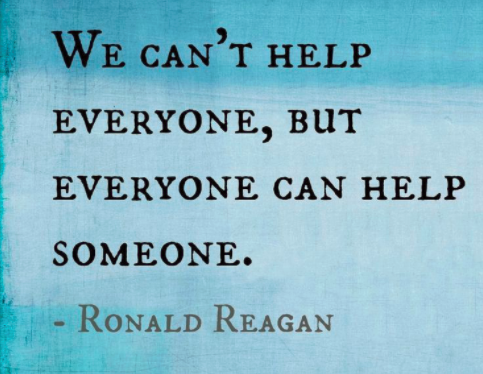 We can't help
everyone, but
everyone can help
someone.
- Ronald Reagan